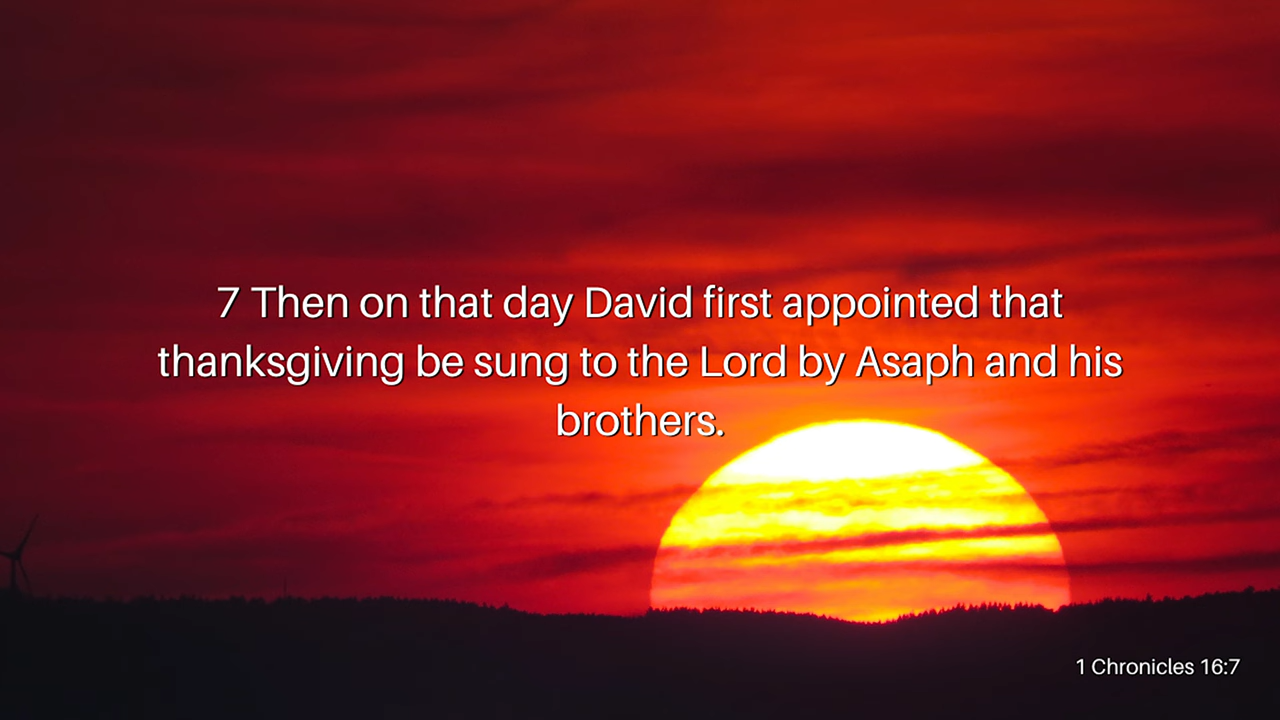 7 Then on that day David first appointed that
thanksgiving be sung to the Lord by Asaph and his
brothers.
1 Chronicles 16:7